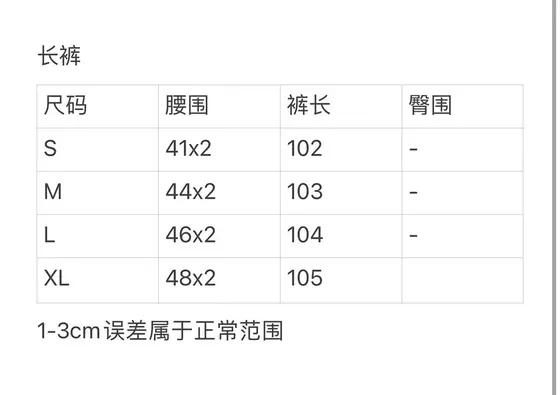 长裤
尺码 腰围 裤长 臀围
S 41x2 102 -
M 44x2 103 -
L 46x2 104 -
XL 48x2 105
1-3cm误差属于正常范围